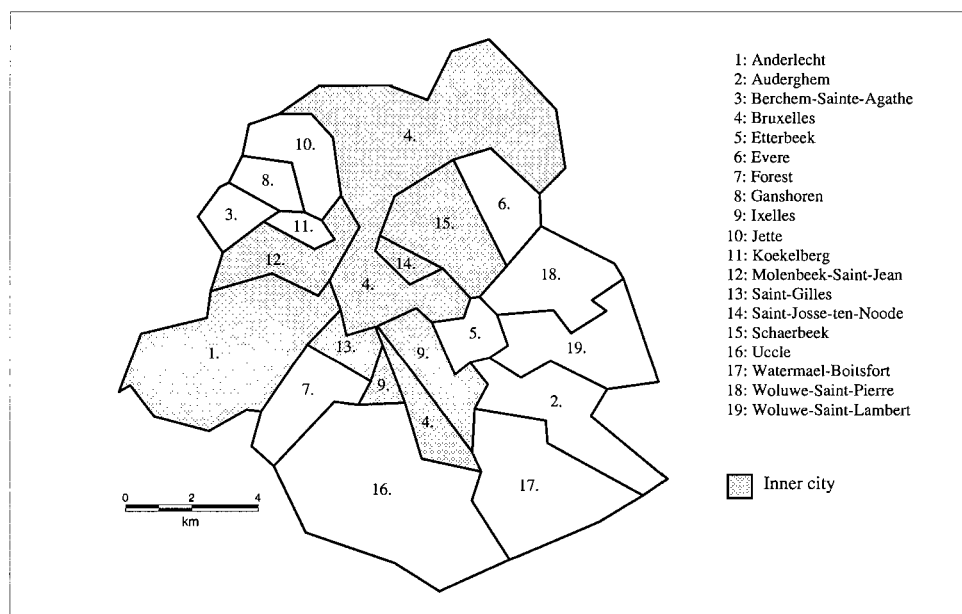 1: Anderlecht
2: Auderghem
3: Berchem-Sainte-Agathe
4: Bruxelles
5: Etterbeek
6: Evere
7: Forest
8: Ganshoren
9: Ixelles
10: Jette
11: Koekelberg
12: Molenbeek-Saint-Jean
13: Saint-Gilles
14: Saint-Josse-ten-Noode
15: Schaerbeek
16: Uccle
17: Watermael-Boitsfort
18: Woluwe-Saint-Pierre
19: Woluwe-Saint-Lambert
Inner city
4.
10.
8.
6.
3.
15.
11.
12.
14.
18.
4.
5.
13.
9.
19.
1.
7.
9.
2.
4.
16.
17.
0 2 4
km